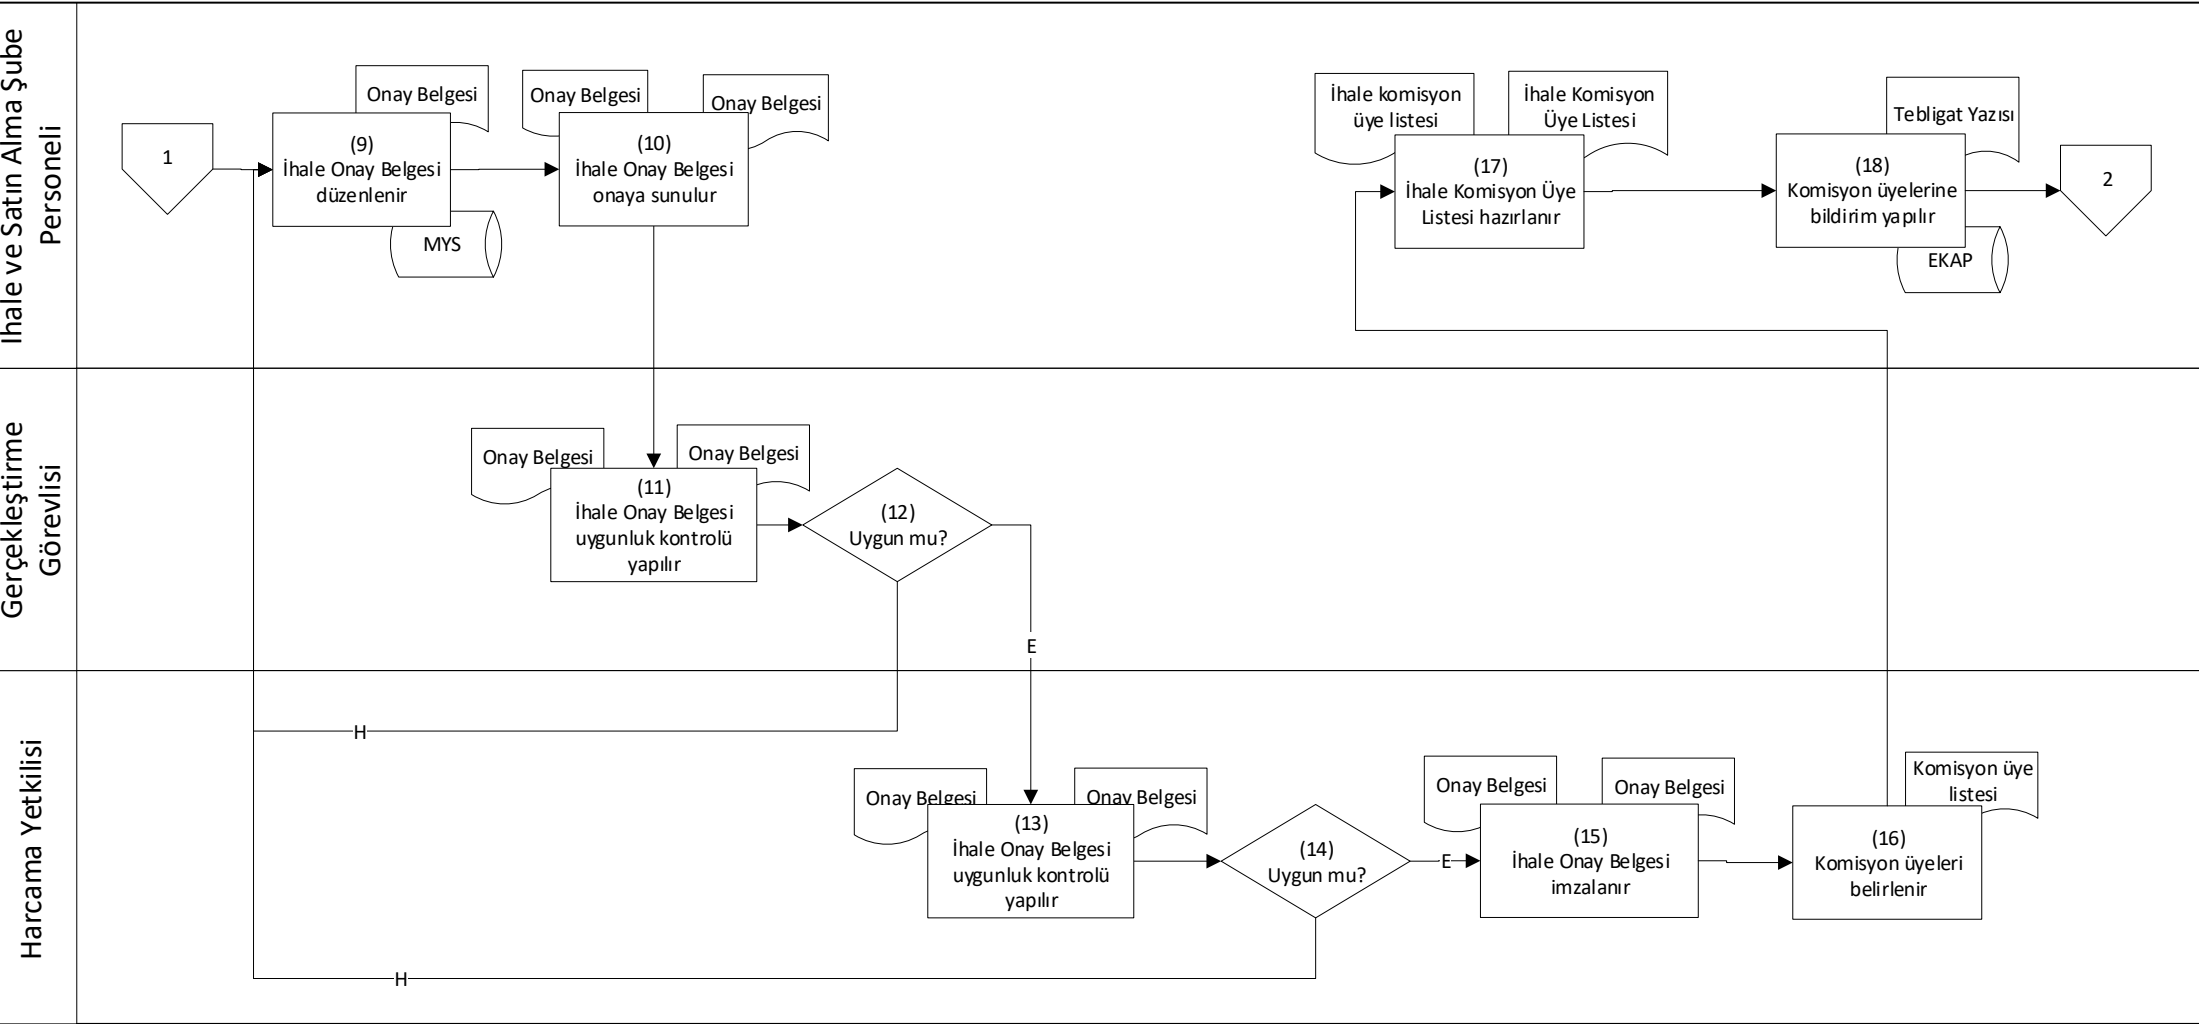 İhale ve Satın Alma Şube
Personeli
1
Onay Belgesi
(9)
İhale Onay Belgesi
düzenlenir
MYS
Onay Belgesi
Onay Belgesi
(10)
İhale Onay Belgesi
onaya sunulur
İhale komisyon
üye listesi
İhale Komisyon
Üye Listesi
(17)
İhale Komisyon Üye
Listesi hazırlanır
Tebligat Yazısı
(18)
Komisyon üyelerine
bildirim yapılır
EKAP
2
Gerçekleştirme
Görevlisi
Onay Belgesi
Onay Belgesi
(11)
İhale Onay Belgesi
uygunluk kontrolü
yapılır
(12)
Uygun mu?
E
H
Harcama Yetkilisi
Onay Belgesi
Onay Belgesi
(13)
İhale Onay Belgesi
uygunluk kontrolü
yapılır
(14)
Uygun mu?
E
H
Onay Belgesi
Onay Belgesi
(15)
İhale Onay Belgesi
imzalanır
Komisyon üye
listesi
(16)
Komisyon üyeleri
belirlenir